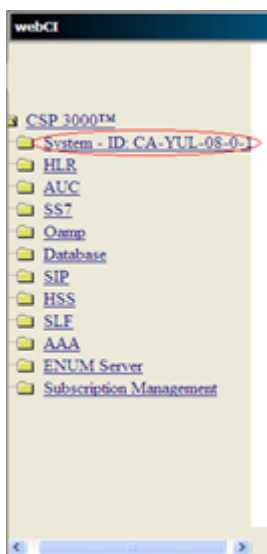 webCI
CSP 3000™
System - ID: CA-YUL-08-0-1
HLR
AUC
SS7
Oamp
Database
SIP
HSS
SLF
AAA
ENUM Server
Subscription Management